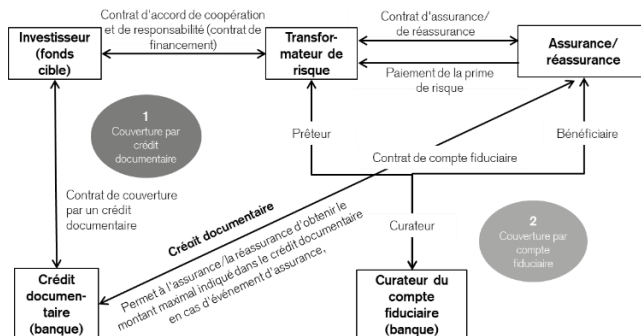 Contrat d'accord de coopération
et de responsabilité (contrat de
financement)
Contrat d'assurance/
de réassurance
Investisseur
(fonds
cible)
Transfor-
mateur de
risque
Assurance/
réassurance
Paiement de la prime
de risque
1
Couverture par
crédit
documentaire
Prêteur
Bénéficiaire
Contrat de compte fiduciaire
Contrat de couverture
par un crédit
documentaire
Crédit documentaire
Permet à l'assurance/la réassurance d'obtenir le
montant maximal indiqué dans le crédit documentaire
en cas d'événement d'assurance,
Curateur
2
Couverture par
compte
fiduciaire
Crédit
documen-
taire
(banque)
Curateur du
compte
fiduciaire
(banque)